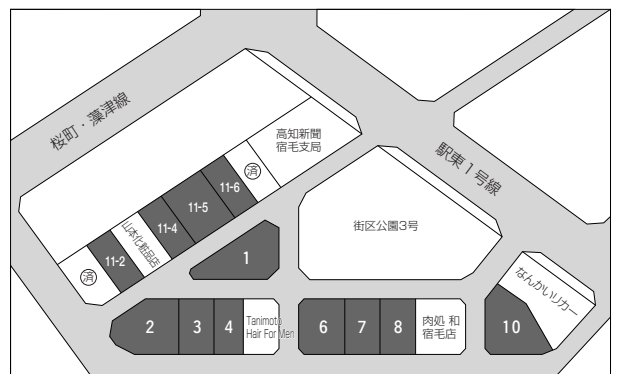 桜町・藻津線
高知新聞
宿毛支局
駅東1号線
済
11-6
11-5
11-4
山本化粧品店
11-2
済
街区公園3号
1
なんかいリカー
2
3
4
Tanimoto
Hair For Men
6
7
8
肉処 和
宿毛店
10